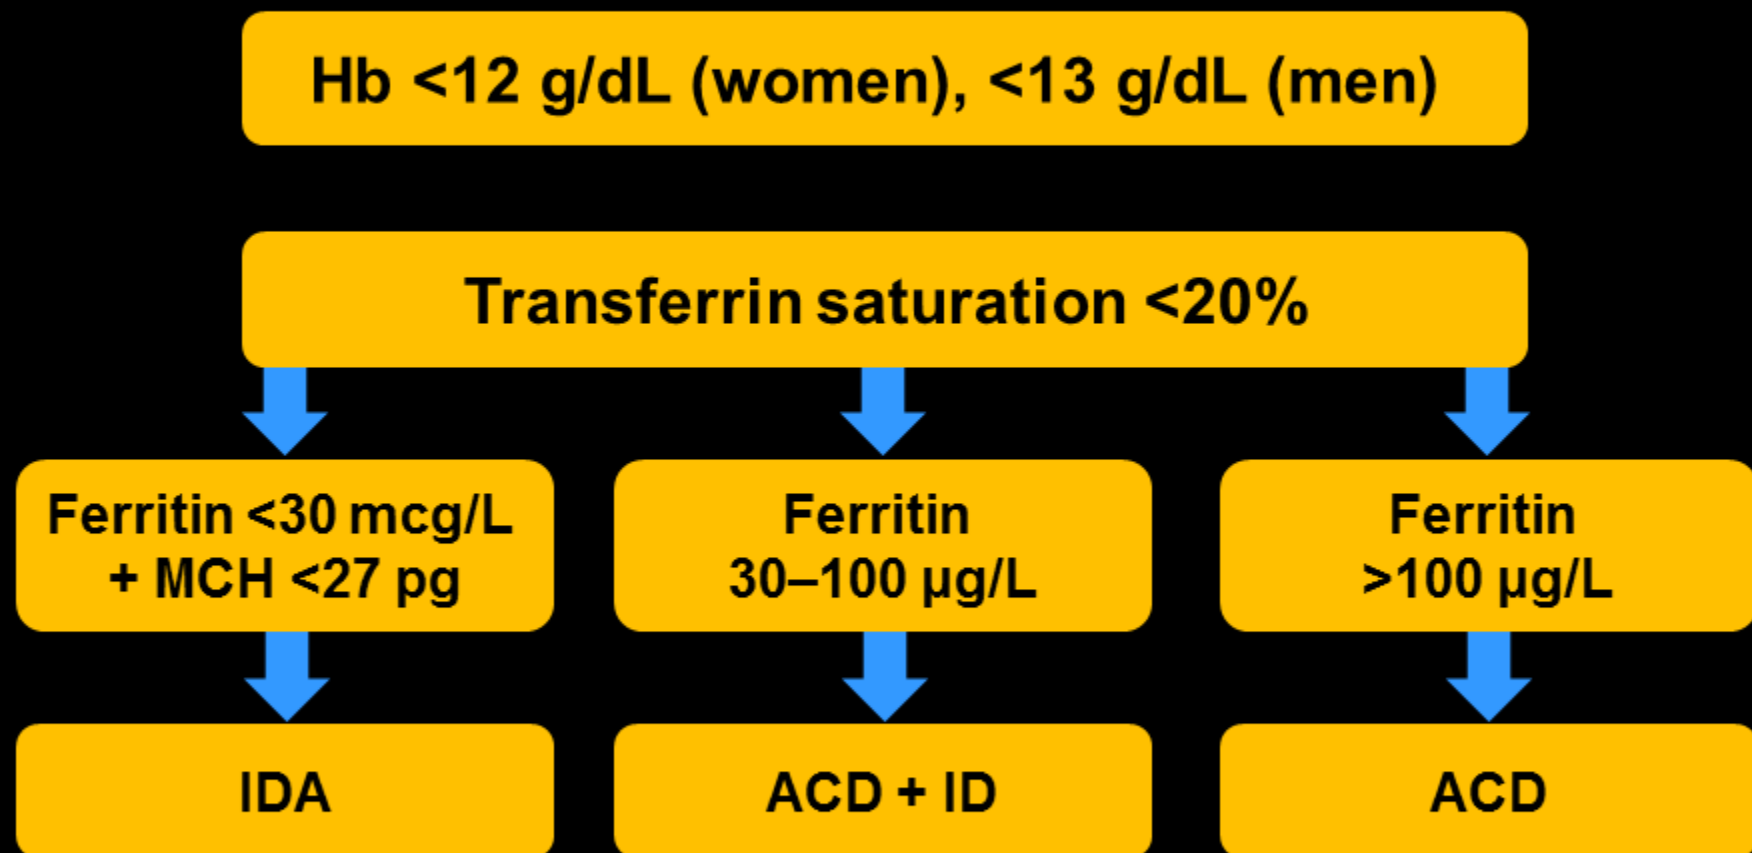 Hb <12 g/dL (women), <13 g/dL (men)
Transferrin saturation <20%
Ferritin <30 mcg/L
+ MCH <27 pg
Ferritin
30–100 µg/L
Ferritin
>100 µg/L
IDA
ACD + ID
ACD